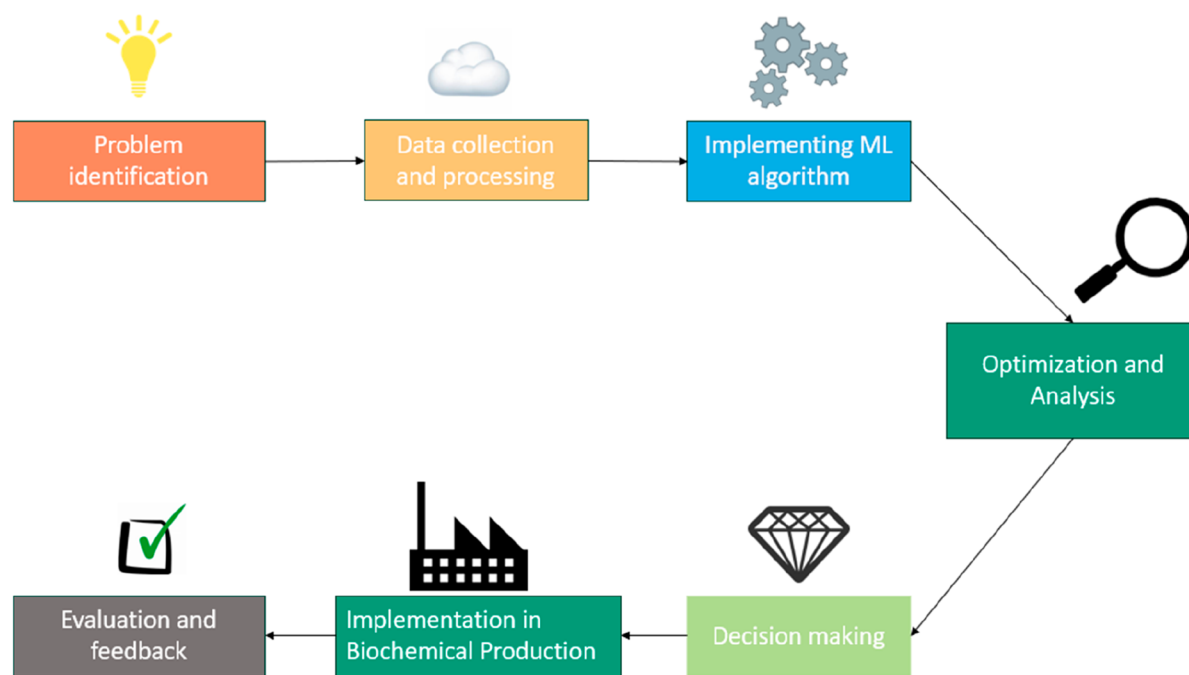 Problem
identification
Data collection
and processing
Implementing ML
algorithm
Optimization and
Analysis
Decision making
Implementation in
Biochemical Production
Evaluation and
feedback